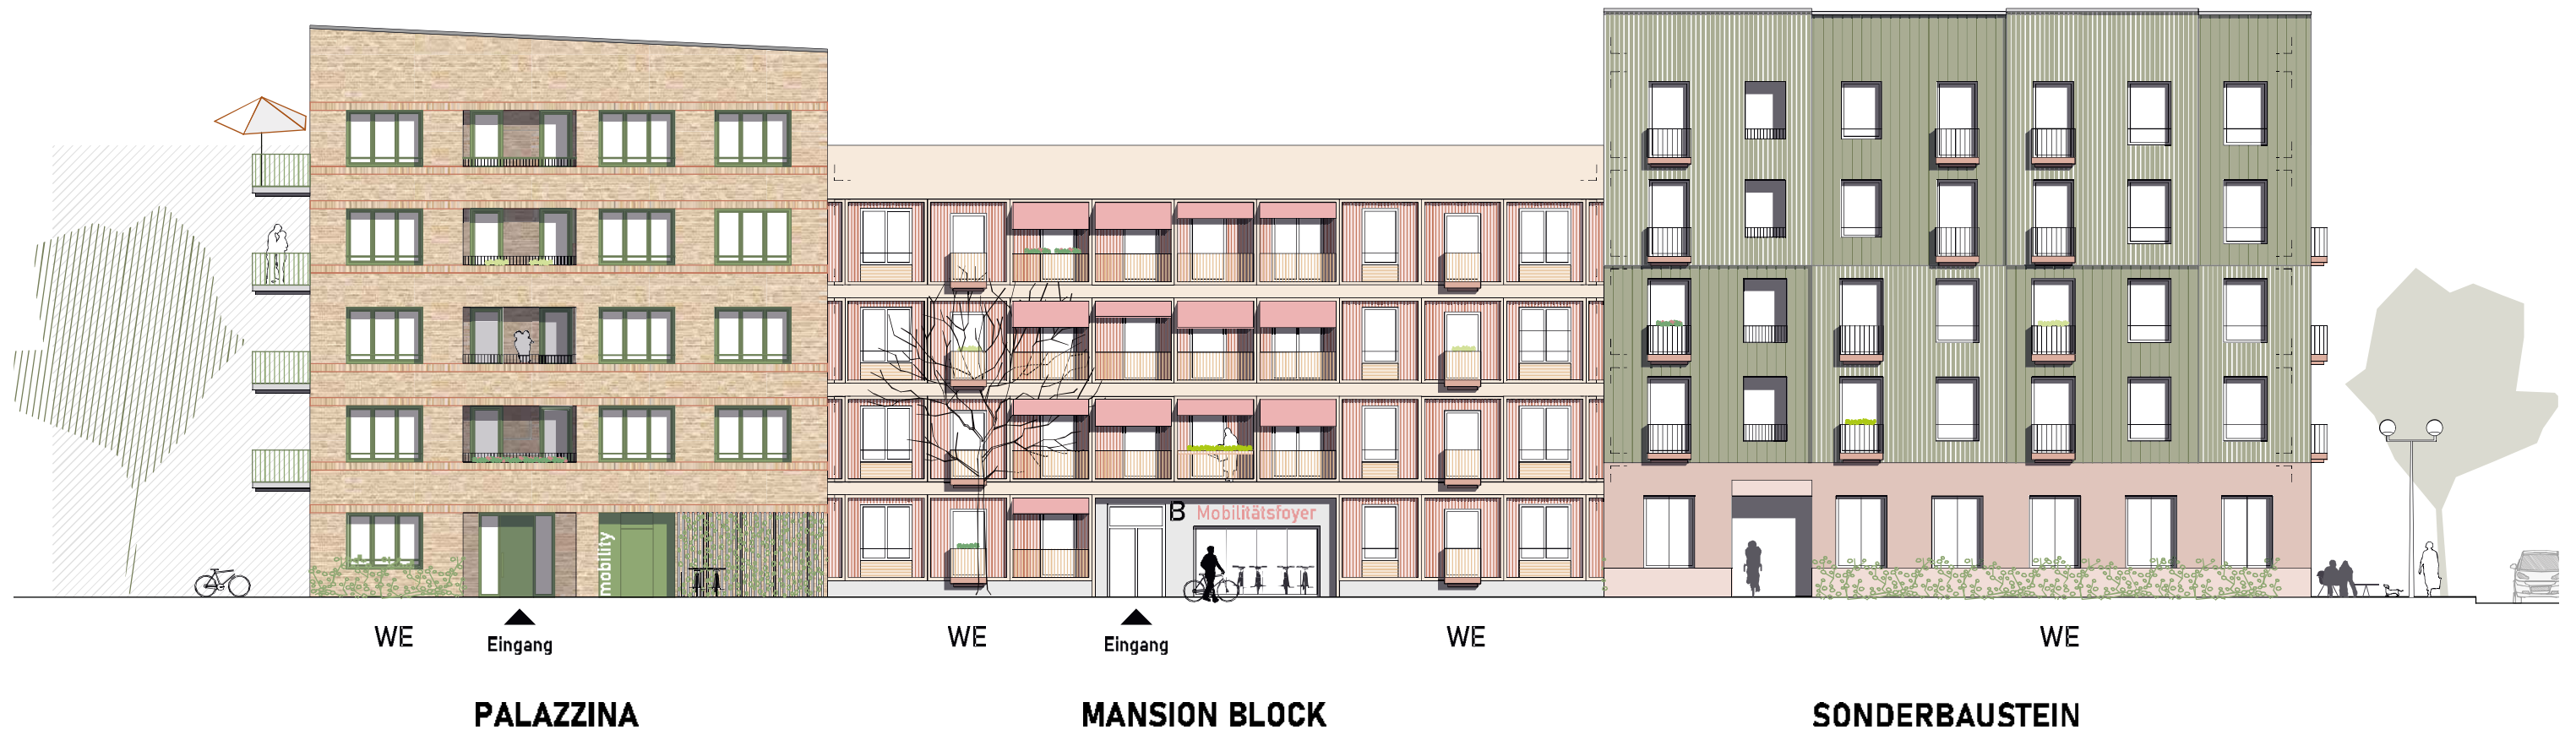 B Mobilitätsfoyer
mobility
WE Eingang WE Eingang WE WE
PALAZZINA MANSION BLOCK SONDERBAUSTEIN